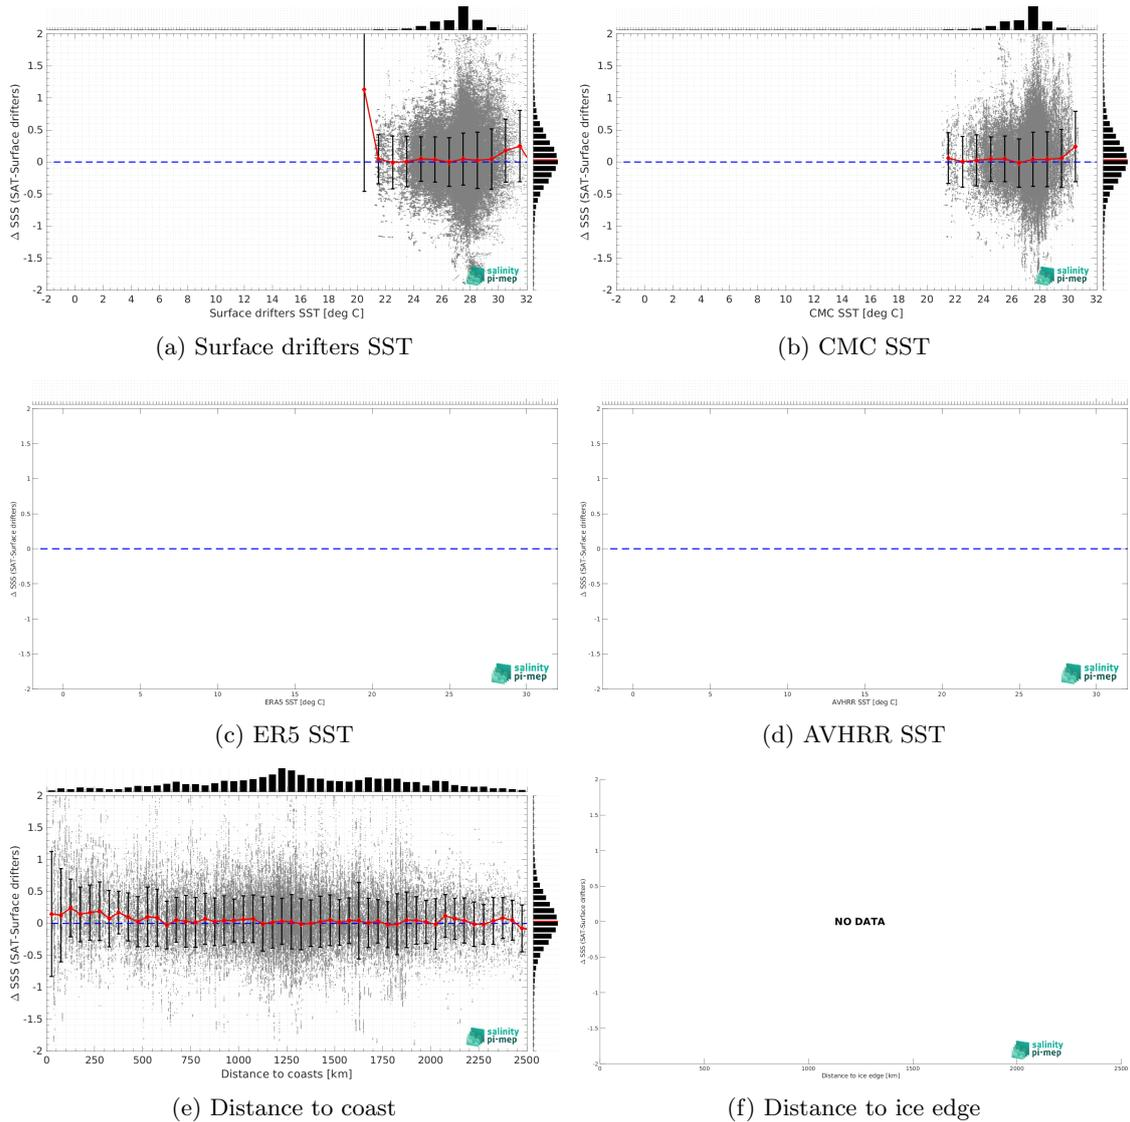 2
1.5
1
0.5
0
-0.5
-1
-1.5
-2
Δ SSS (SAT-Surface drifters)
-2 0 2 4 6 8 10 12 14 16 18 20 22 24 26 28 30 32
Surface drifters SST [deg C]
salinity
pi-mep
(a) Surface drifters SST
2
1.5
1
0.5
0
-0.5
-1
-1.5
-2
Δ SSS (SAT-Surface drifters)
-2 0 2 4 6 8 10 12 14 16 18 20 22 24 26 28 30 32
CMC SST [deg C]
salinity
pi-mep
(b) CMC SST
2
1.5
1
0.5
0
-0.5
-1
-1.5
-2
Δ SSS (SAT-Surface drifters)
0 5 10 15 20 25 30
ERA5 SST [deg C]
salinity
pi-mep
(c) ER5 SST
2
1.5
1
0.5
0
-0.5
-1
-1.5
-2
Δ SSS (SAT-Surface drifters)
0 5 10 15 20 25 30
AVHRR SST [deg C]
salinity
pi-mep
(d) AVHRR SST
2
1.5
1
0.5
0
-0.5
-1
-1.5
-2
Δ SSS (SAT-Surface drifters)
0 250 500 750 1000 1250 1500 1750 2000 2250 2500
Distance to coasts [km]
salinity
pi-mep
(e) Distance to coast
2
1.5
1
0.5
0
-0.5
-1
-1.5
-2
Δ SSS (SAT-Surface drifters)
NO DATA
0 500 1000 1500 2000 2500
Distance to ice edge [km]
salinity
pi-mep
(f) Distance to ice edge